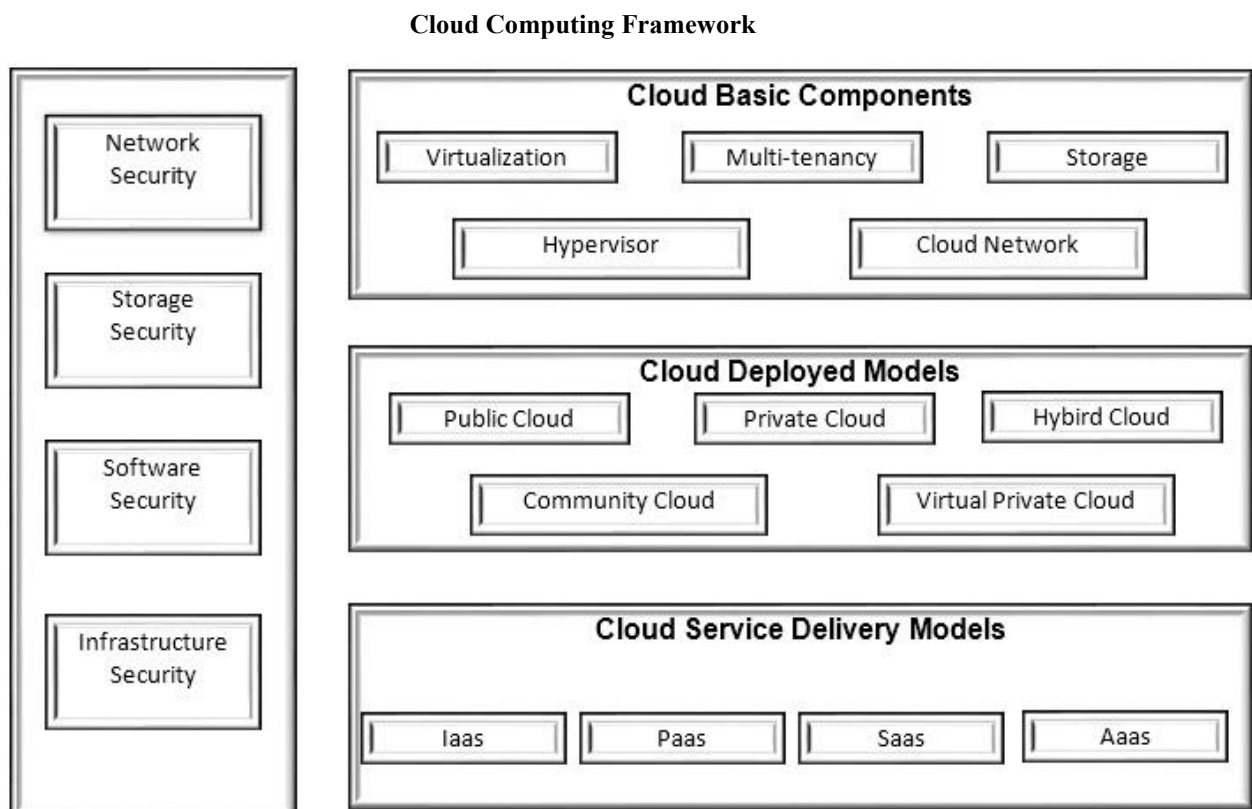 Cloud Computing Framework
Network
Security
Storage
Security
Software
Security
Infrastructure
Security
Cloud Basic Components
Virtualization
Multi-tenancy
Storage
Hypervisor
Cloud Network
Cloud Deployed Models
Public Cloud
Private Cloud
Hybird Cloud
Community Cloud
Virtual Private Cloud
Cloud Service Delivery Models
Iaas
Paas
Saas
Aaas